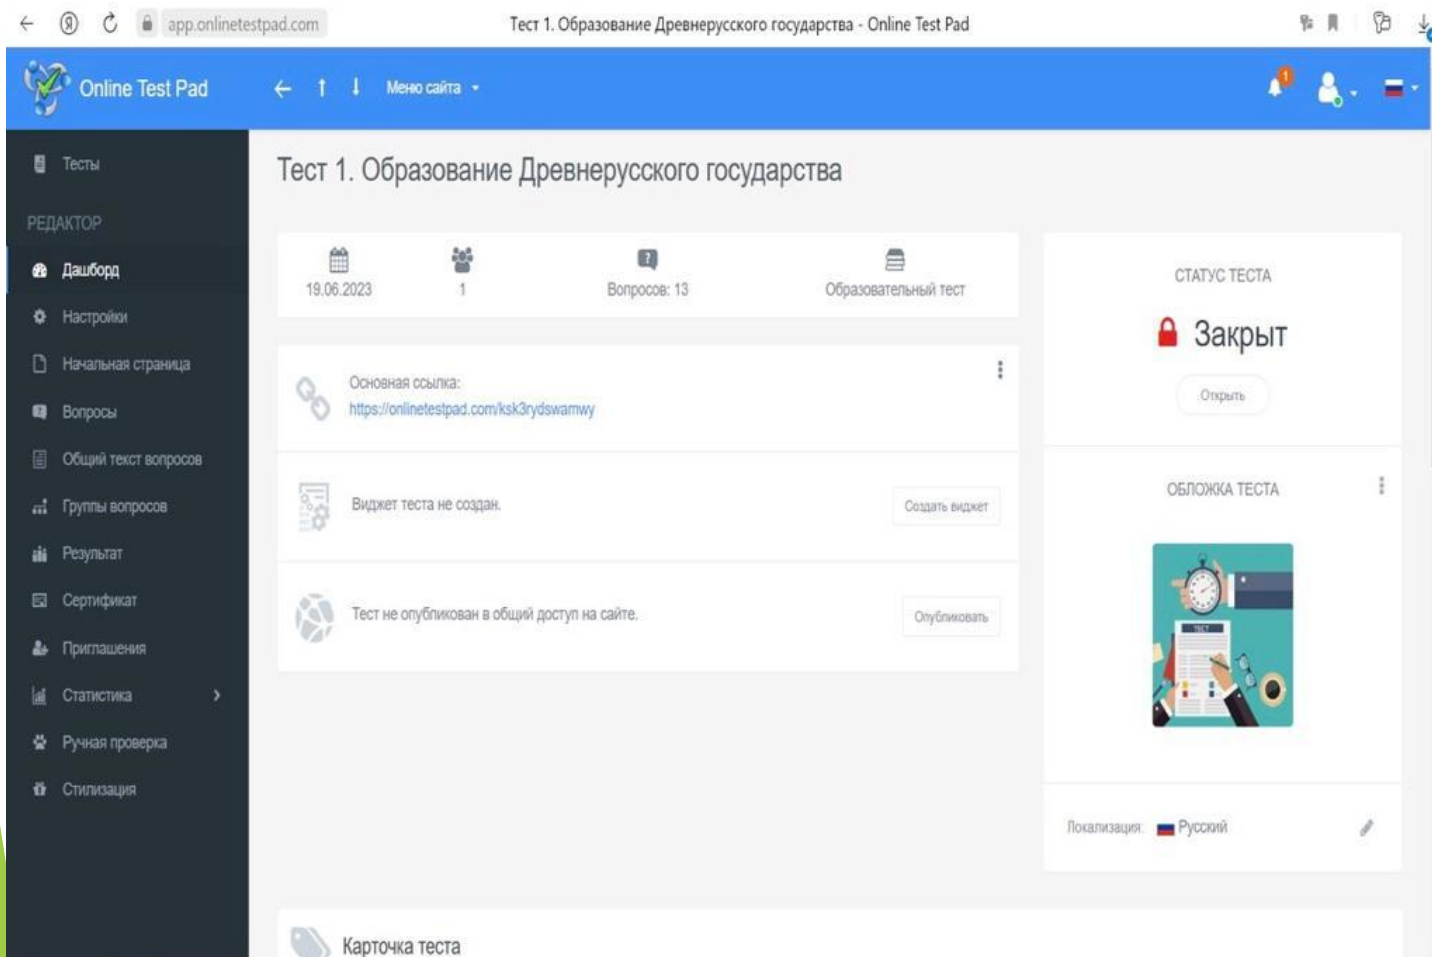 app.onlinetestpad.com
Тест 1. Образование Древнерусского государства - Online Test Pad
Online Test Pad
Меню сайта
1
Тесты
РЕДАКТОР
Дашборд
Настройки
Начальная страница
Вопросы
Общий текст вопросов
Группы вопросов
Результат
Сертификат
Приглашения
Статистика
Ручная проверка
Стилизация
Тест 1. Образование Древнерусского государства
19.06.2023
1
Вопросов: 13
Образовательный тест
Основная ссылка:
https://onlinetestpad.com/ksk3rydswamwy
Виджет теста не создан.
Создать виджет
Тест не опубликован в общий доступ на сайте.
Опубликовать
СТАТУС ТЕСТА
Закрыт
Открыть
ОБЛОЖКА ТЕСТА
ТЕСТ
Локализация: Русский
Карточка теста